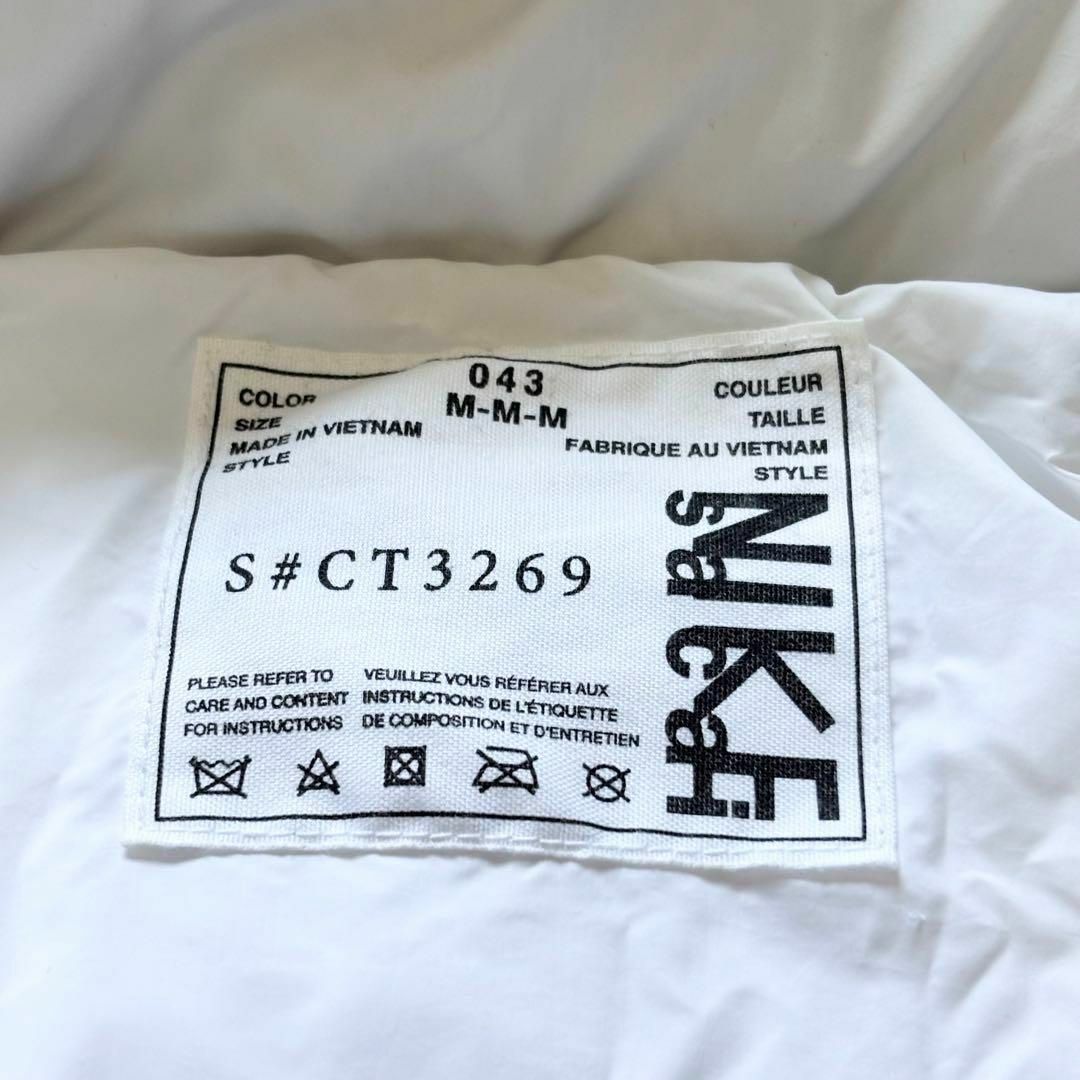 043
COLOR
COULEUR
M-M-M
SIZE
TAILLE
MADE IN VIETNAM
FABRIQUE AU VIETNAM
STYLE
STYLE
S#CT3269
NIKE
sacai
PLEASE REFER TO
CARE AND CONTENT
FOR INSTRUCTIONS
VEUILLEZ VOUS RÉFÉRER AUX
INSTRUCTIONS DE L'ÉTIQUETTE
DE COMPOSITION ET D'ENTRETIEN